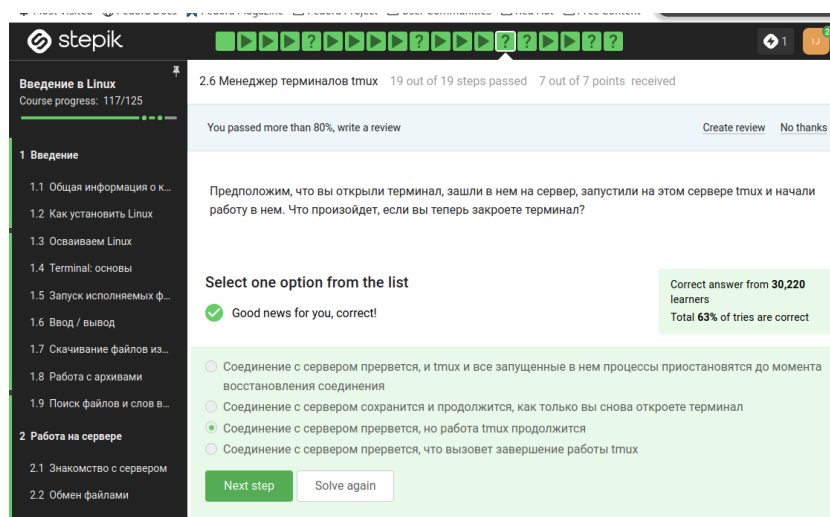 stepik
1
2
Введение в Linux
Course progress: 117/125
2.6 Менеджер терминалов tmux 19 out of 19 steps passed 7 out of 7 points received
You passed more than 80%, write a review Create review No thanks
1 Введение
1.1 Общая информация о к...
1.2 Как установить Linux
1.3 Осваиваем Linux
1.4 Terminal: основы
1.5 Запуск исполняемых ф...
1.6 Ввод / вывод
1.7 Скачивание файлов из...
1.8 Работа с архивами
1.9 Поиск файлов и слов в...
2 Работа на сервере
2.1 Знакомство с сервером
2.2 Обмен файлами
Предположим, что вы открыли терминал, зашли в нем на сервер, запустили на этом сервере tmux и начали
работу в нем. Что произойдет, если вы теперь закроете терминал?
Select one option from the list
Good news for you, correct!
Correct answer from 30,220
learners
Total 63% of tries are correct
Соединение с сервером прервется, и tmux и все запущенные в нем процессы приостановятся до момента
восстановления соединения
Соединение с сервером сохранится и продолжится, как только вы снова откроете терминал
Соединение с сервером прервется, но работа tmux продолжится
Соединение с сервером прервется, что вызовет завершение работы tmux
Next step Solve again